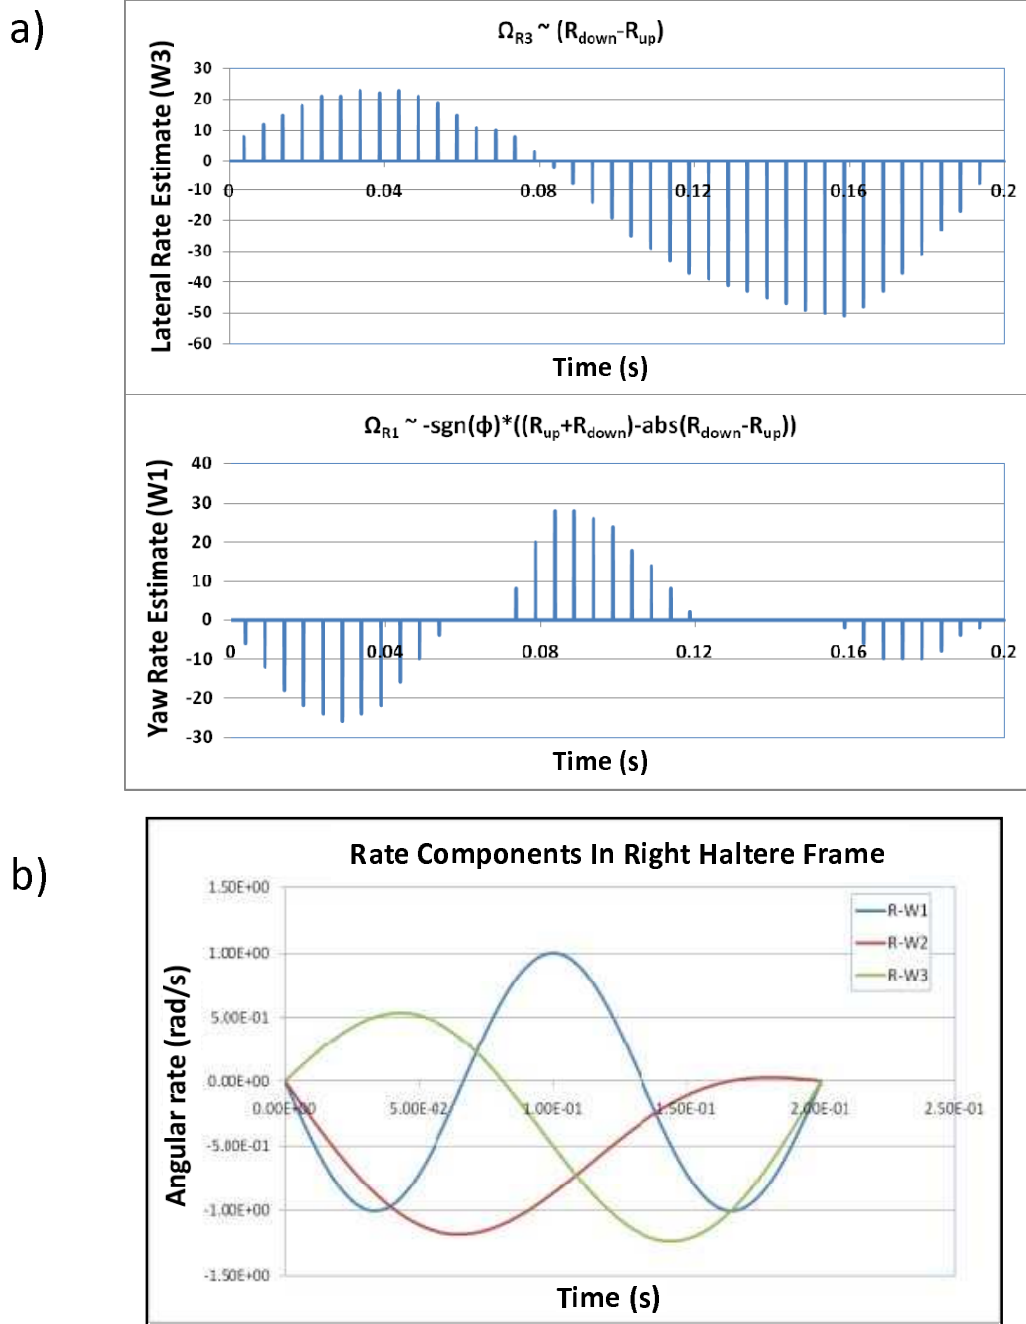 a)
Ω_R3 ~ (R_down-R_up)
Lateral Rate Estimate (W3)
30
20
10
0
-10
-20
-30
-40
-50
-60
0
0.04
0.08
0.12
0.16
0.2
Time (s)
Ω_R1 ~ -sgn(ϕ)*((R_up+R_down)-abs(R_down-R_up))
Yaw Rate Estimate (W1)
40
30
20
10
0
-10
-20
-30
0
0.04
0.08
0.12
0.16
0.2
Time (s)
b)
Rate Components In Right Haltere Frame
Angular rate (rad/s)
1.50E+00
1.00E+00
5.00E-01
0.00E+00
-5.00E-01
-1.00E+00
-1.50E+00
0.00E+00
5.00E-02
1.00E-01
1.50E-01
2.00E-01
2.50E-01
R-W1
R-W2
R-W3
Time (s)